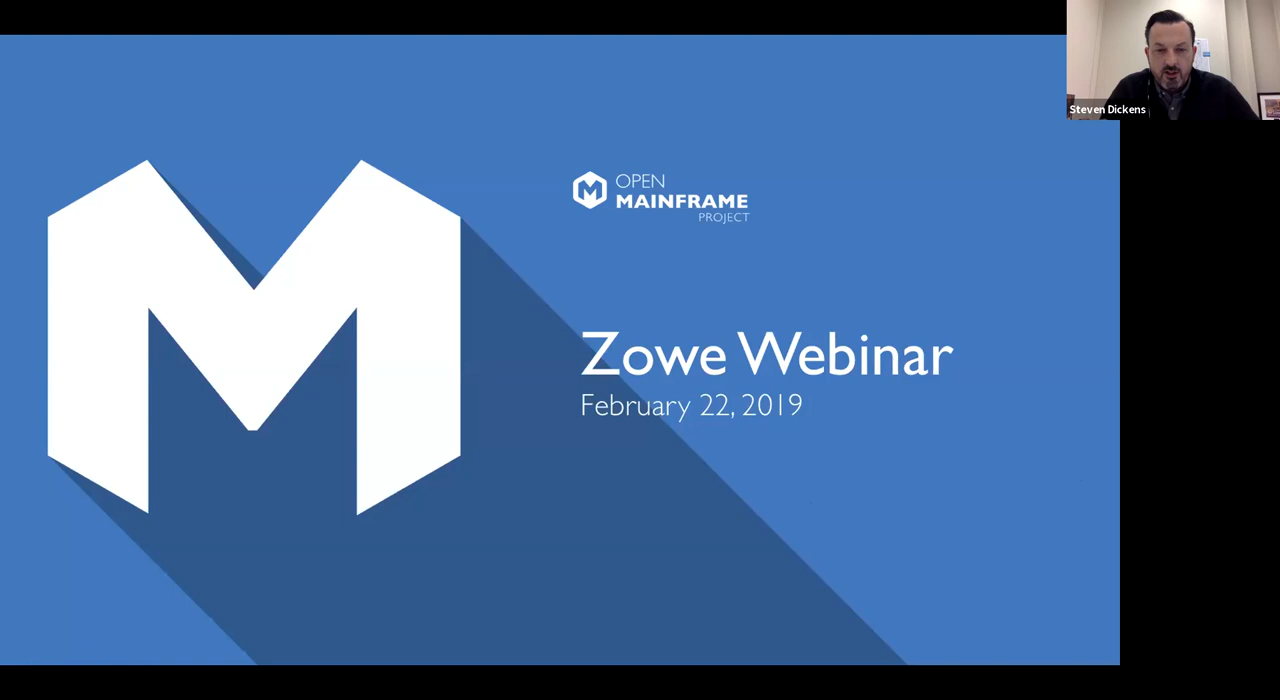 Steven Dickens
OPEN
MAINFRAME
PROJECT
Zowe Webinar
February 22, 2019